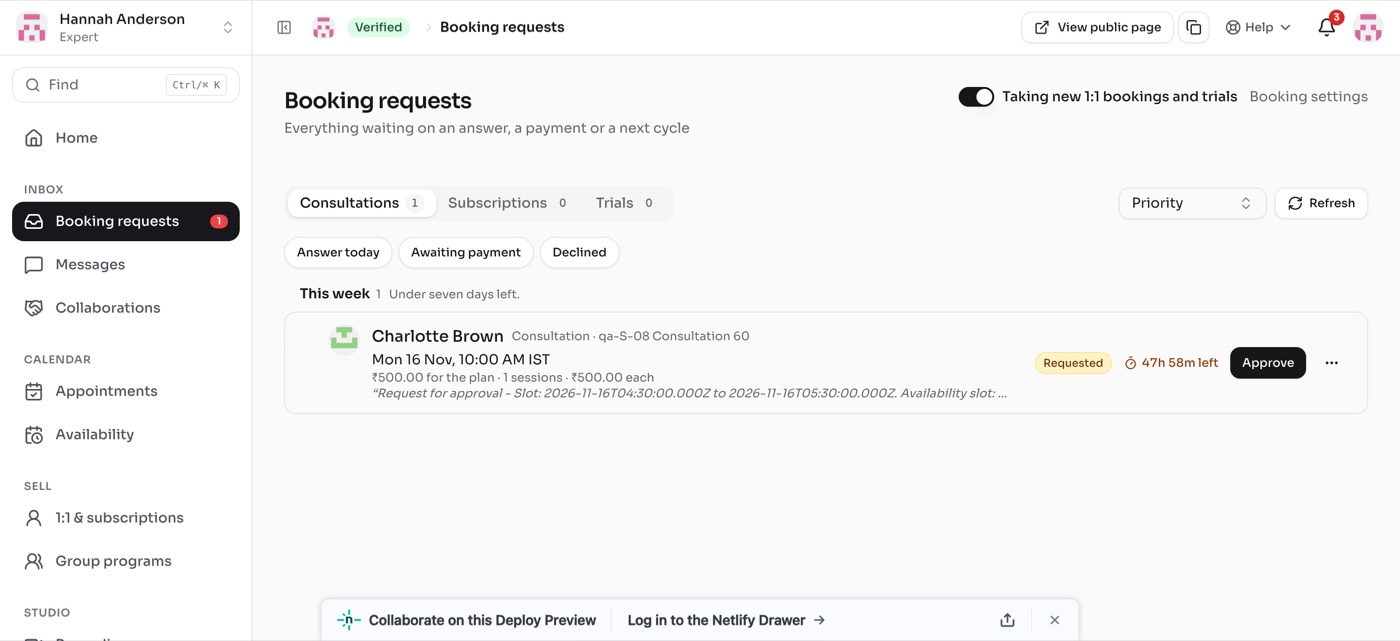 Hannah Anderson
Expert
Verified
Booking requests
View public page
Help
3
Find
Ctrl/⌘ K
Home
INBOX
Booking requests 1
Messages
Collaborations
CALENDAR
Appointments
Availability
SELL
1:1 & subscriptions
Group programs
STUDIO
Booking requests
Everything waiting on an answer, a payment or a next cycle
Taking new 1:1 bookings and trials
Booking settings
Consultations 1
Subscriptions 0
Trials 0
Priority
Refresh
Answer today
Awaiting payment
Declined
This week 1 Under seven days left.
Charlotte Brown Consultation · qa-S-08 Consultation 60
Mon 16 Nov, 10:00 AM IST
₹500.00 for the plan · 1 sessions · ₹500.00 each
“Request for approval - Slot: 2026-11-16T04:30:00.000Z to 2026-11-16T05:30:00.000Z. Availability slot: ...
Requested
47h 58m left
Approve
Collaborate on this Deploy Preview
Log in to the Netlify Drawer →